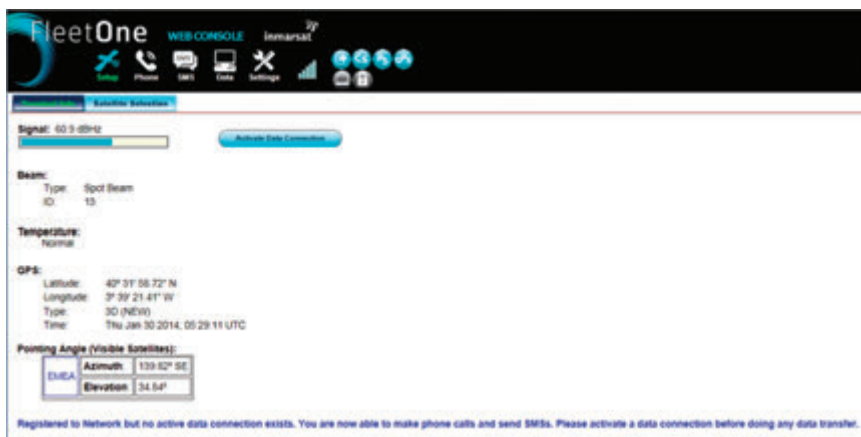 FleetOne WEB CONSOLE inmarsat
Setup Phone SMS Data Settings
Satellite Selection
Signal: 60.9 dBHz
Activate Data Connection
Beam:
Type: Spot Beam
ID: 13
Temperature:
Normal
GPS:
Latitude: 40° 31' 58.72" N
Longitude: 3° 39' 21.41" W
Type: 3D (NEW)
Time: Thu Jan 30 2014, 05:29:11 UTC
Pointing Angle (Visible Satellites):
EMEA Azimuth 139.52° SE
Elevation 34.54°
Registered to Network but no active data connection exists. You are now able to make phone calls and send SMSs. Please activate a data connection before doing any data transfer.